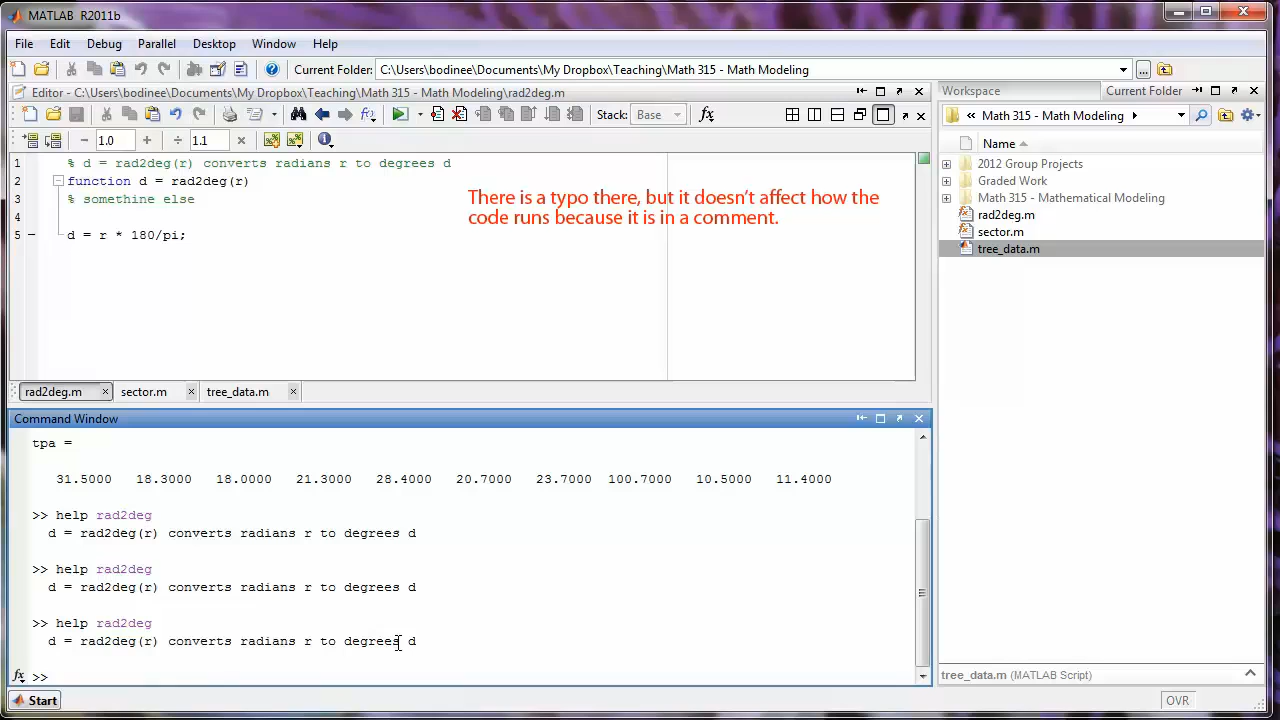 MATLAB R2011b
File Edit Debug Parallel Desktop Window Help
Current Folder: C:\Users\bodinee\Documents\My Dropbox\Teaching\Math 315 - Math Modeling ...
Editor - C:\Users\bodinee\Documents\My Dropbox\Teaching\Math 315 - Math Modeling\rad2deg.m
Stack: Base fx
− 1.0 + ÷ 1.1 ×
1 % d = rad2deg(r) converts radians r to degrees d
2 function d = rad2deg(r)
3 % somethine else
4
5 – d = r * 180/pi;
There is a typo there, but it doesn’t affect how the
code runs because it is in a comment.
rad2deg.m × sector.m × tree_data.m ×
Command Window
tpa =
31.5000 18.3000 18.0000 21.3000 28.4000 20.7000 23.7000 100.7000 10.5000 11.4000
>> help rad2deg
d = rad2deg(r) converts radians r to degrees d
>> help rad2deg
d = rad2deg(r) converts radians r to degrees d
>> help rad2deg
d = rad2deg(r) converts radians r to degrees d
fx >>
Start
Workspace Current Folder
« Math 315 - Math Modeling
Name
2012 Group Projects
Graded Work
Math 315 - Mathematical Modeling
rad2deg.m
sector.m
tree_data.m
tree_data.m (MATLAB Script)
OVR